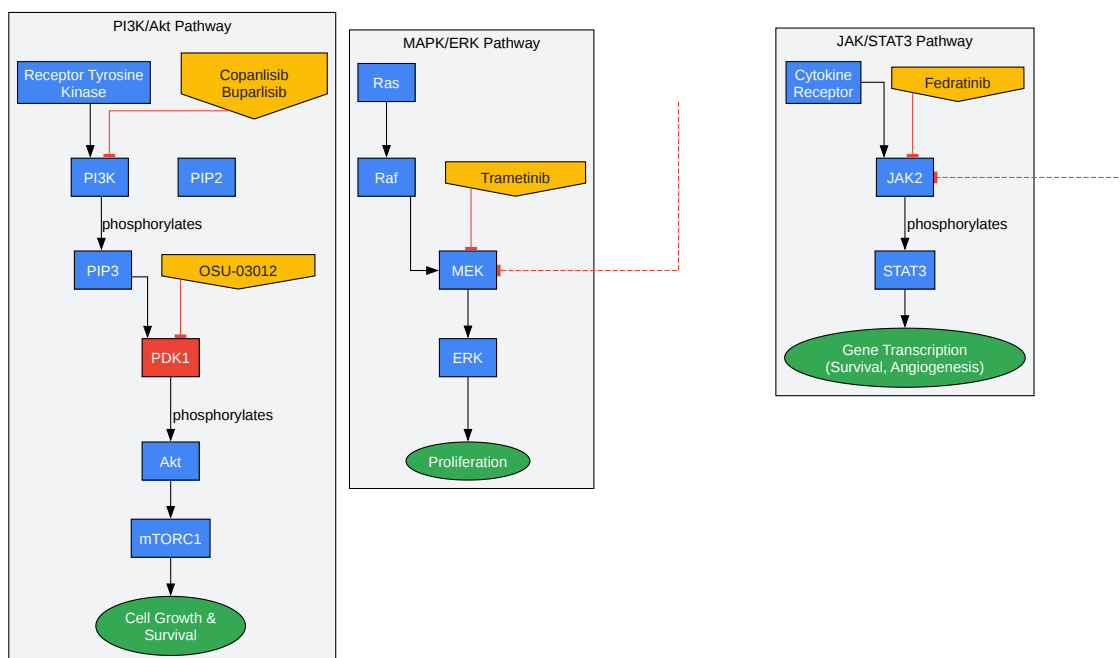 PI3K/Akt Pathway
Receptor Tyrosine
Kinase
Copanlisib
Buparlisib
PI3K
PIP2
phosphorylates
PIP3
OSU-03012
PDK1
phosphorylates
Akt
mTORC1
Cell Growth &
Survival
MAPK/ERK Pathway
Ras
Raf
Trametinib
MEK
ERK
Proliferation
JAK/STAT3 Pathway
Cytokine
Receptor
Fedratinib
JAK2
phosphorylates
STAT3
Gene Transcription
(Survival, Angiogenesis)